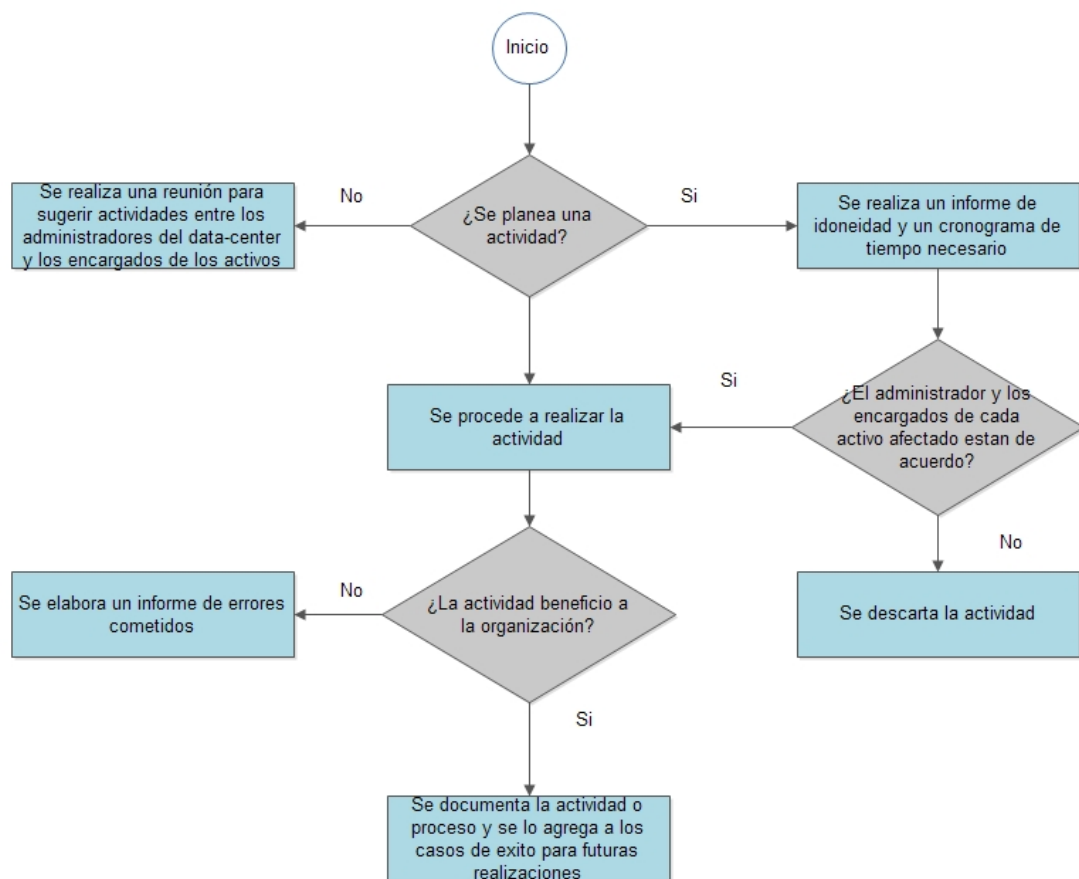 Inicio
No
Si
Se realiza una reunión para
sugerir actividades entre los
administradores del data-center
y los encargados de los activos
¿Se planea una
actividad?
Se realiza un informe de
idoneidad y un cronograma de
tiempo necesario
Si
¿El administrador y los
encargados de cada
activo afectado estan de
acuerdo?
Se procede a realizar la
actividad
No
No
Se elabora un informe de errores
cometidos
¿La actividad beneficio a
la organización?
Se descarta la actividad
Si
Se documenta la actividad o
proceso y se lo agrega a los
casos de exito para futuras
realizaciones